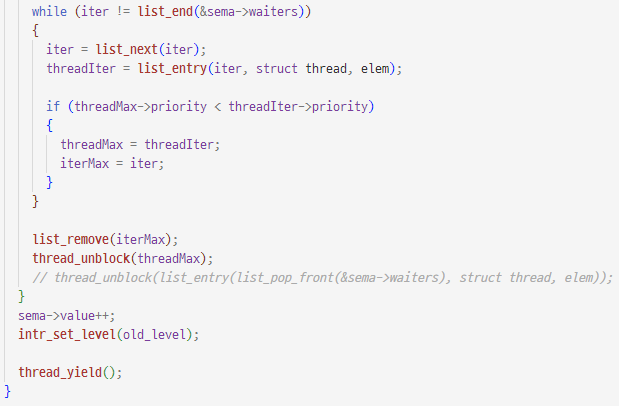 while (iter != list_end(&sema->waiters))
{
iter = list_next(iter);
threadIter = list_entry(iter, struct thread, elem);
if (threadMax->priority < threadIter->priority)
{
threadMax = threadIter;
iterMax = iter;
}
}
list_remove(iterMax);
thread_unblock(threadMax);
// thread_unblock(list_entry(list_pop_front(&sema->waiters), struct thread, elem));
}
sema->value++;
intr_set_level(old_level);
thread_yield();
}